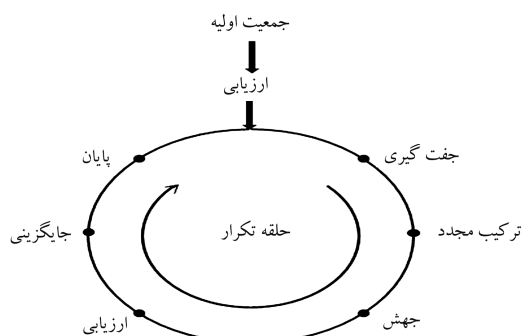 جمعیت اولیه
ارزیابی
جفت گیری
پایان
ترکیب مجدد
حلقه تکرار
جایگزینی
جهش
ارزیابی